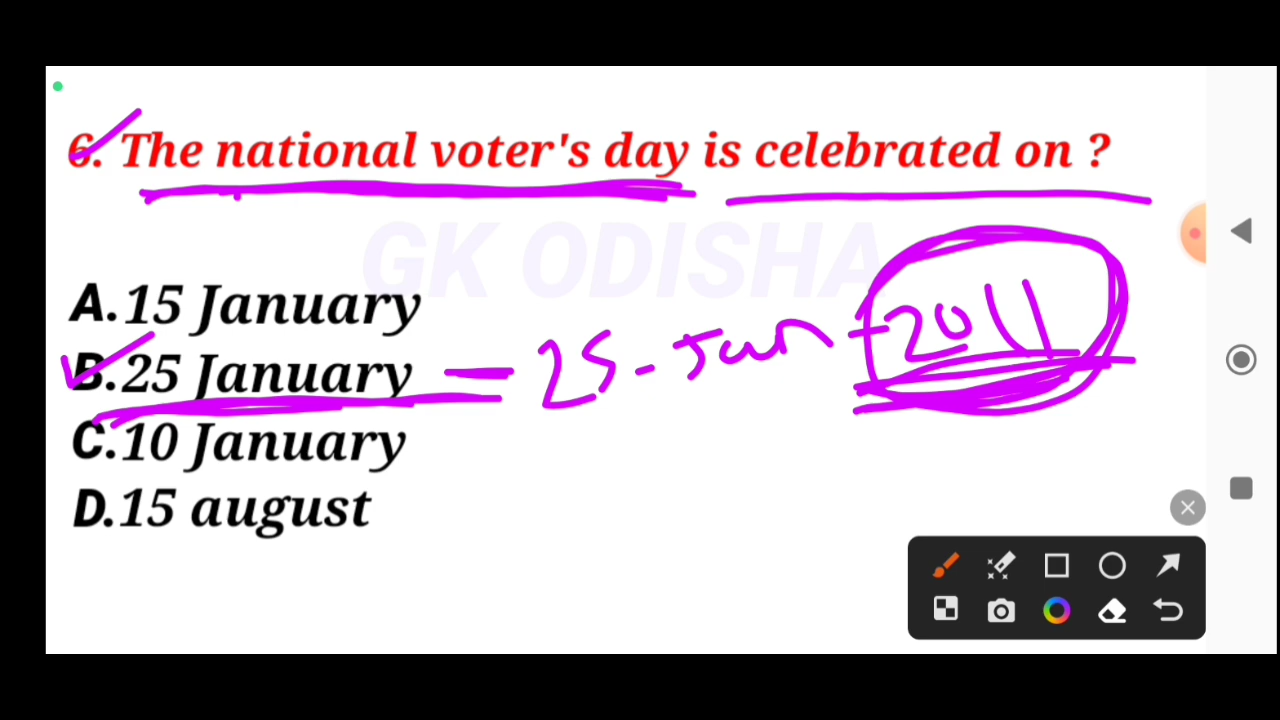 6. The national voter's day is celebrated on ?
GK ODISHA
A.15 January
B.25 January = 25-Jan - 2011
C.10 January
D.15 august